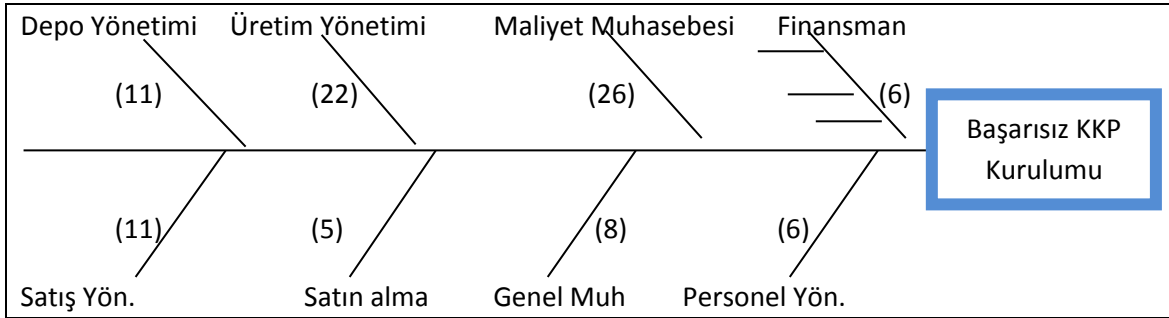 Depo Yönetimi Üretim Yönetimi Maliyet Muhasebesi Finansman
(11) (22) (26) (6)
Başarısız KKP
Kurulumu
(11) (5) (8) (6)
Satış Yön. Satın alma Genel Muh Personel Yön.